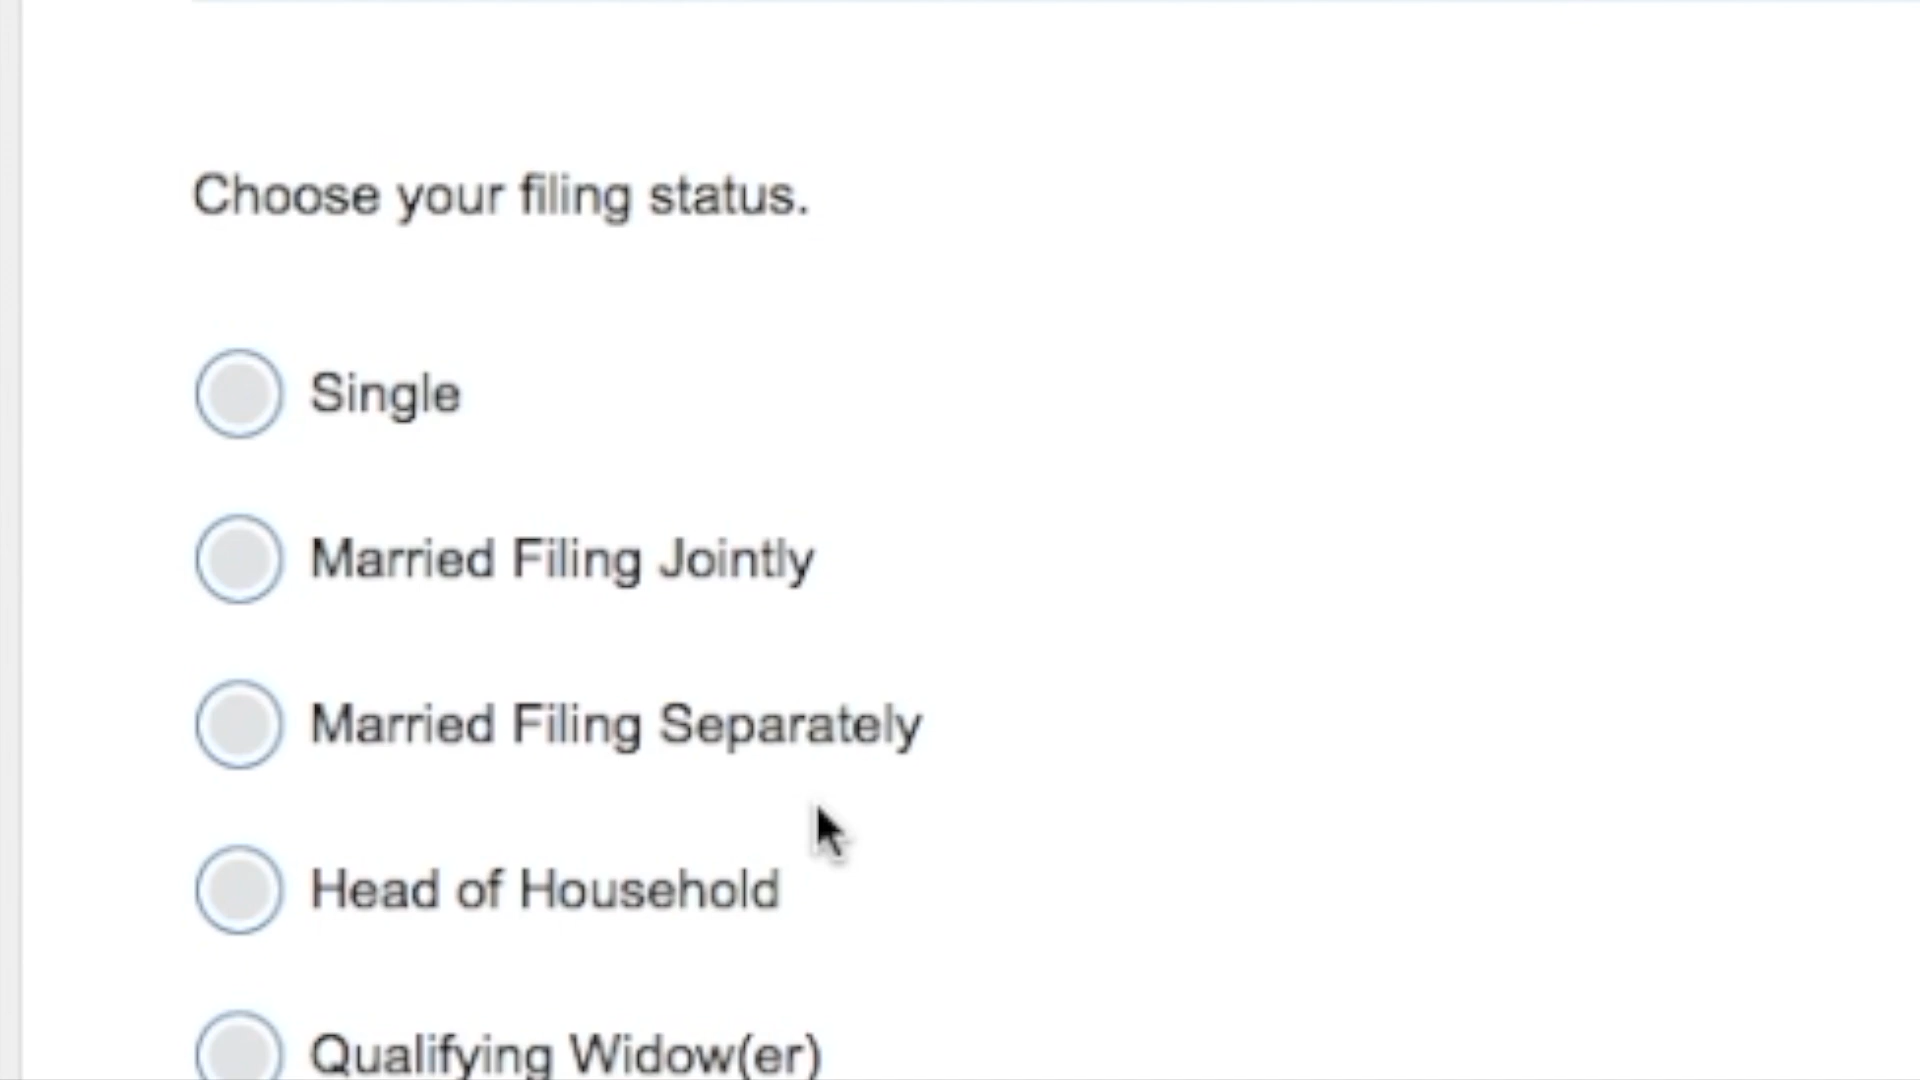 Choose your filing status.
Single
Married Filing Jointly
Married Filing Separately
Head of Household
Qualifying Widow(er)